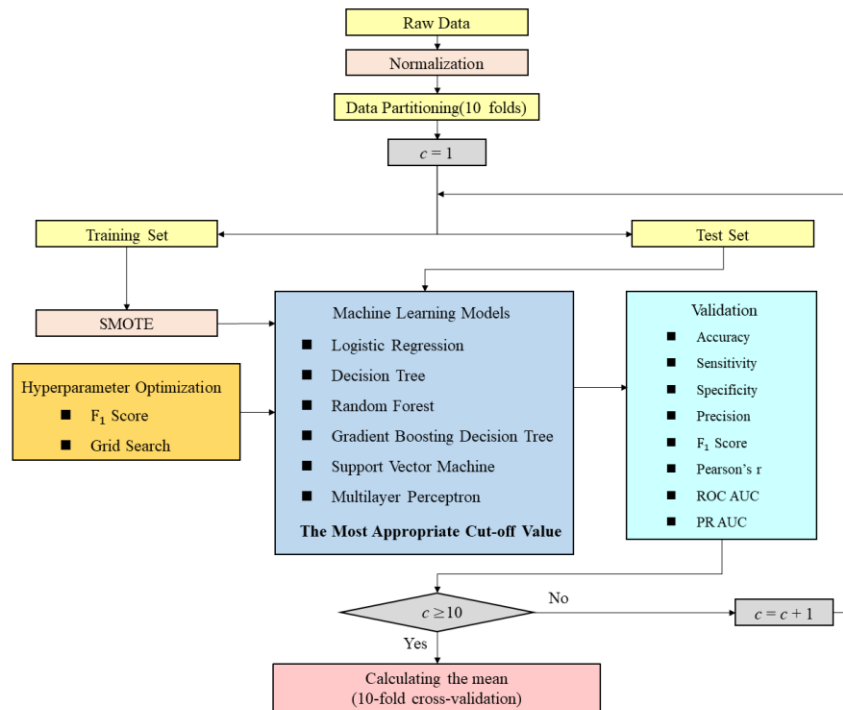 Raw Data
Normalization
Data Partitioning(10 folds)
c = 1
Training Set
Test Set
SMOTE
Hyperparameter Optimization
■ F₁ Score
■ Grid Search
Machine Learning Models
■ Logistic Regression
■ Decision Tree
■ Random Forest
■ Gradient Boosting Decision Tree
■ Support Vector Machine
■ Multilayer Perceptron
The Most Appropriate Cut-off Value
Validation
■ Accuracy
■ Sensitivity
■ Specificity
■ Precision
■ F₁ Score
■ Pearson's r
■ ROC AUC
■ PR AUC
c ≥ 10
No
c = c + 1
Yes
Calculating the mean
(10-fold cross-validation)